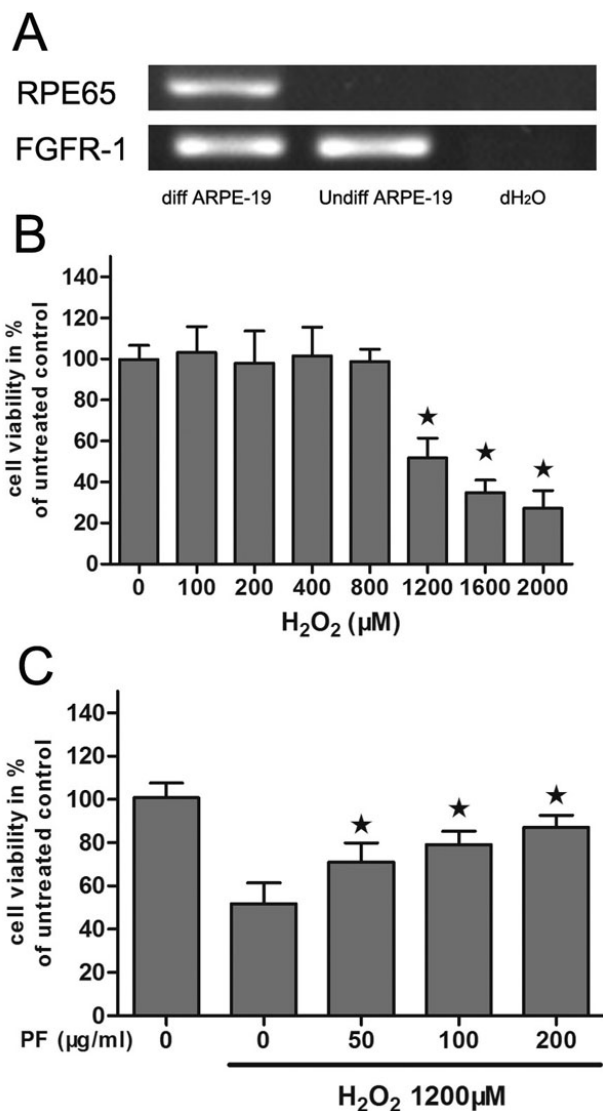 A
RPE65
FGFR-1
diff ARPE-19 Undiff ARPE-19 dH₂O
B
cell viability in %
of untreated control
140
120
100
80
60
40
20
0
★ ★ ★
0 100 200 400 800 1200 1600 2000
H₂O₂ (µM)
C
cell viability in %
of untreated control
140
120
100
80
60
40
20
0
★ ★ ★
PF (µg/ml) 0 0 50 100 200
H₂O₂ 1200µM